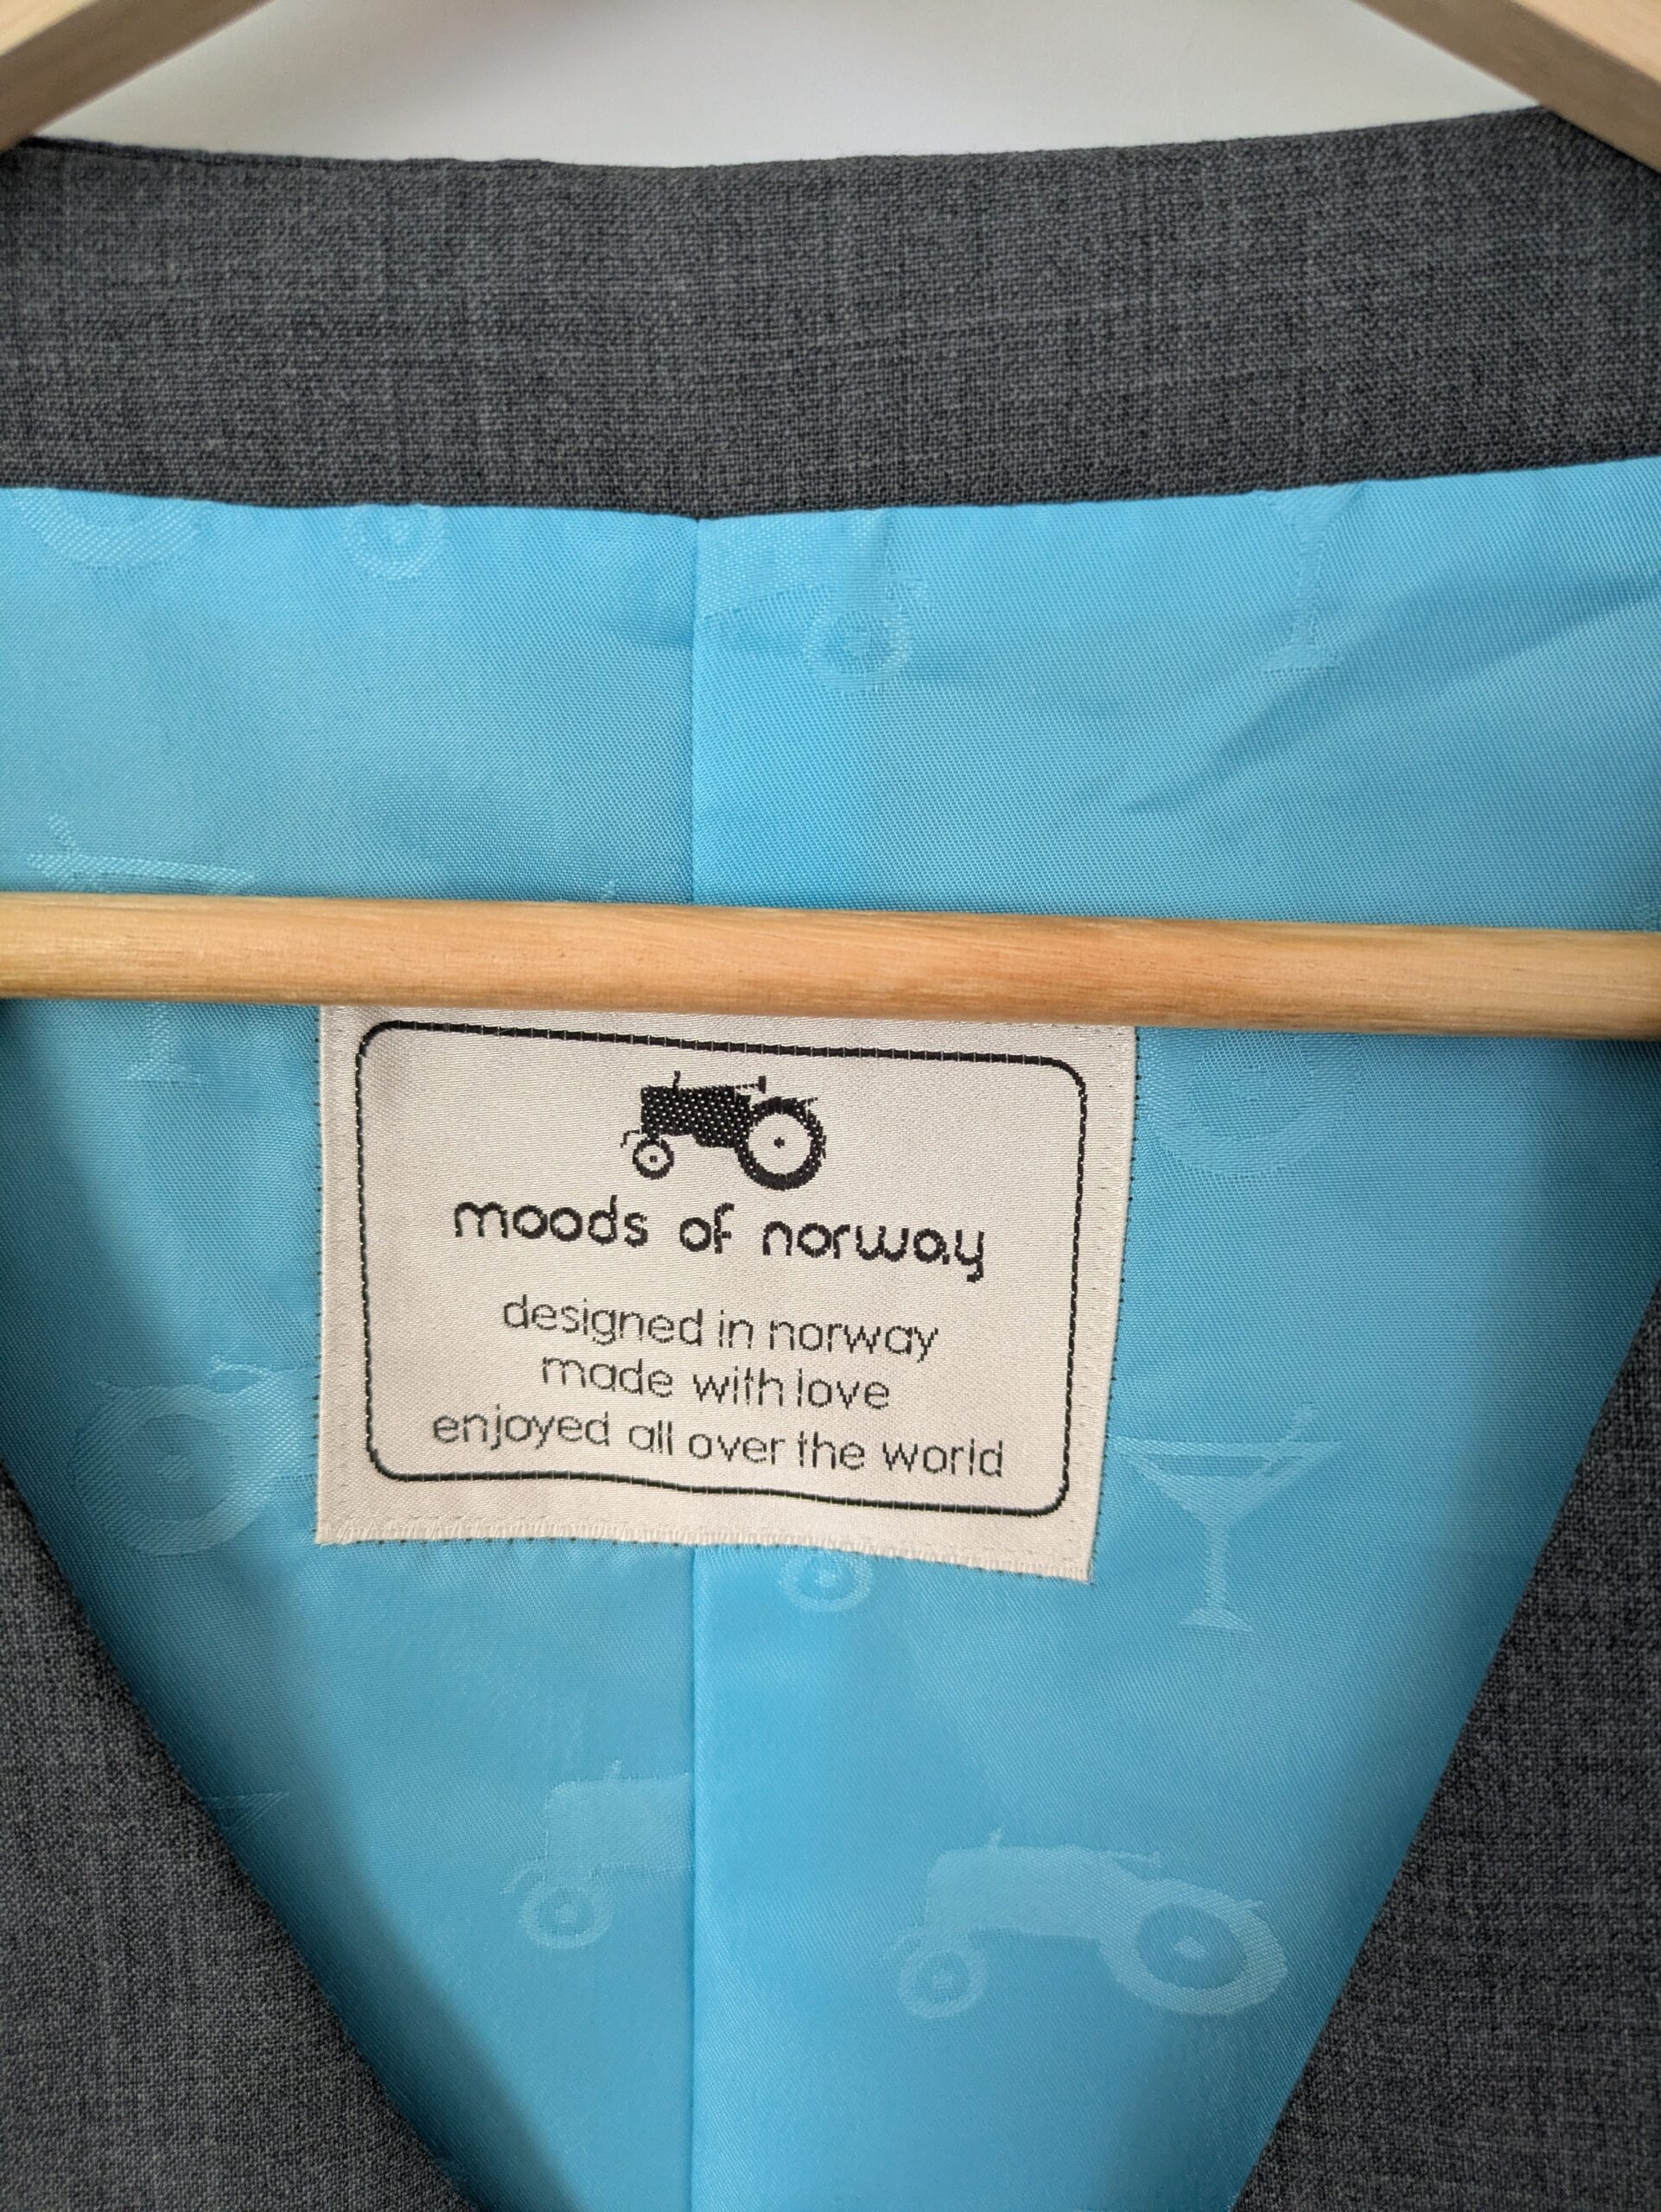 moods of norway
designed in norway
made with love
enjoyed all over the world